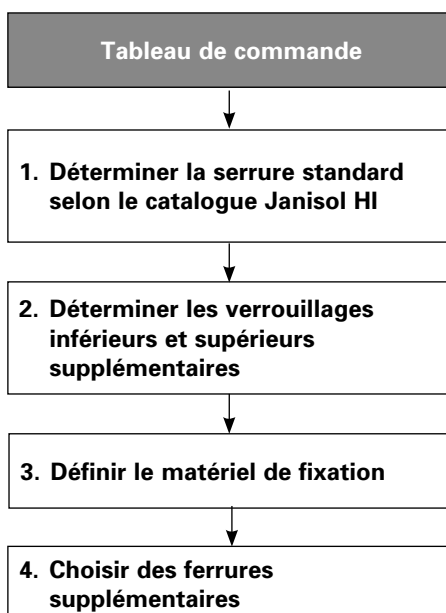 Tableau de commande
1. Déterminer la serrure standard
selon le catalogue Janisol HI
2. Déterminer les verrouillages
inférieurs et supérieurs
supplémentaires
3. Définir le matériel de fixation
4. Choisir des ferrures
supplémentaires